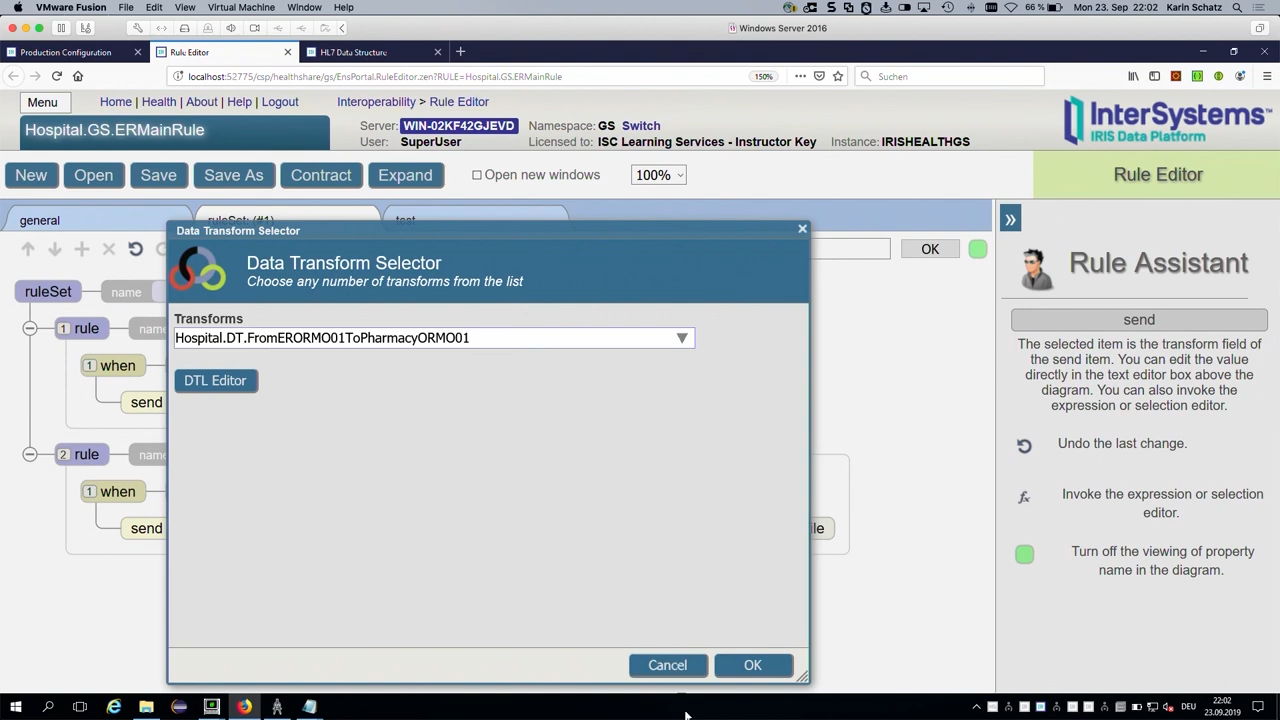 VMware Fusion File Edit View Virtual Machine Window Help 66 % Mon 23. Sep 22:02 Karin Schatz
Windows Server 2016
Production Configuration Rule Editor HL7 Data Structure
localhost:52775/csp/healthshare/gs/EnsPortal.RuleEditor.zen?RULE=Hospital.GS.ERMainRule 150% Suchen
Menu Home | Health | About | Help | Logout Interoperability > Rule Editor
Hospital.GS.ERMainRule
Server: WIN-02KF42GJEVD Namespace: GS Switch
User: SuperUser Licensed to: ISC Learning Services - Instructor Key Instance: IRISHEALTHGS
InterSystems™
IRIS Data Platform
New Open Save Save As Contract Expand Open new windows 100% Rule Editor
general ruleSet: (#1) test
Data Transform Selector
Data Transform Selector
Choose any number of transforms from the list
Transforms
Hospital.DT.FromERORMO01ToPharmacyORMO01
DTL Editor
Cancel OK
OK
ruleSet name
1 rule
1 when
send
2 rule
1 when
send
ile
» Rule Assistant
send
The selected item is the transform field of
the send item. You can edit the value
directly in the text editor box above the
diagram. You can also invoke the
expression or selection editor.
Undo the last change.
fx Invoke the expression or selection
editor.
Turn off the viewing of property
name in the diagram.
DEU 22:02
23.09.2019